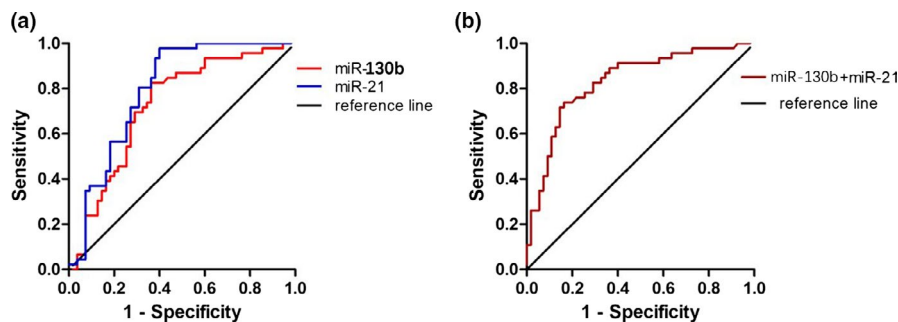 (a)
1.0
0.8
0.6
0.4
0.2
0.0
Sensitivity
0.0 0.2 0.4 0.6 0.8 1.0
1 - Specificity
miR-130b
miR-21
reference line
(b)
1.0
0.8
0.6
0.4
0.2
0.0
Sensitivity
0.0 0.2 0.4 0.6 0.8 1.0
1 - Specificity
miR-130b+miR-21
reference line